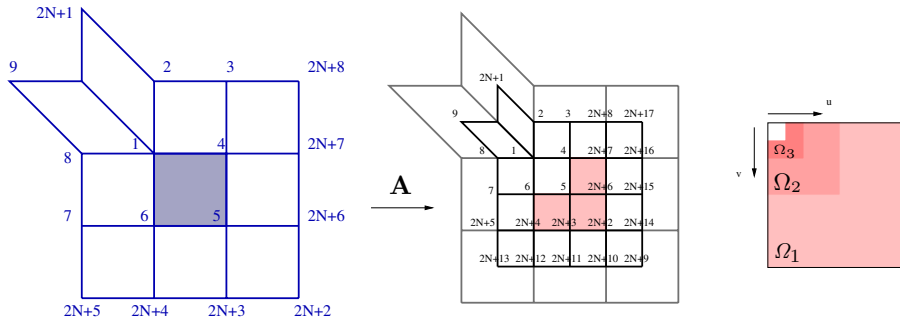 2N+1
9 2 3 2N+8
8 1 4 2N+7
7 6 5 2N+6
2N+5 2N+4 2N+3 2N+2
A
2N+1
9 2 3 2N+8 2N+17
8 1 4 2N+7 2N+16
7 6 5 2N+6 2N+15
2N+5 2N+4 2N+3 2N+2 2N+14
2N+13 2N+12 2N+11 2N+10 2N+9
u
v
Ω3
Ω2
Ω1